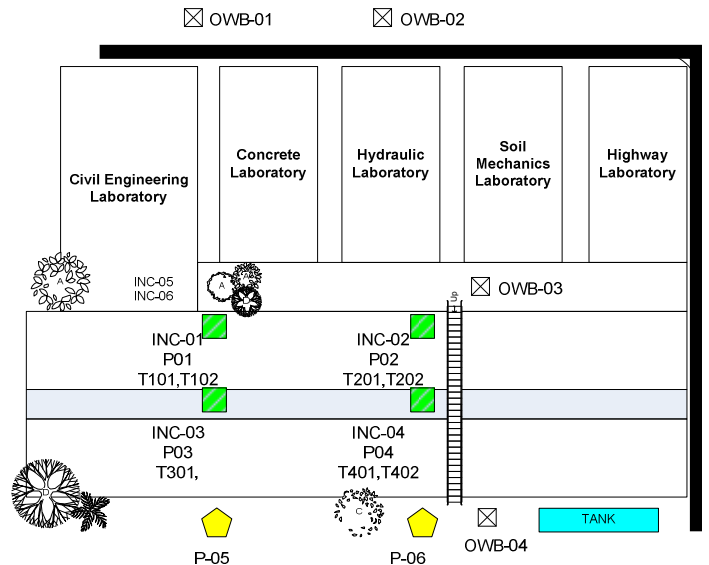 OWB-01
OWB-02
Civil Engineering
Laboratory
Concrete
Laboratory
Hydraulic
Laboratory
Soil
Mechanics
Laboratory
Highway
Laboratory
A
INC-05
INC-06
A
A
Up
OWB-03
INC-01
P01
T101,T102
INC-02
P02
T201,T202
INC-03
P03
T301,
INC-04
P04
T401,T402
D
C
P-05
P-06
OWB-04
TANK